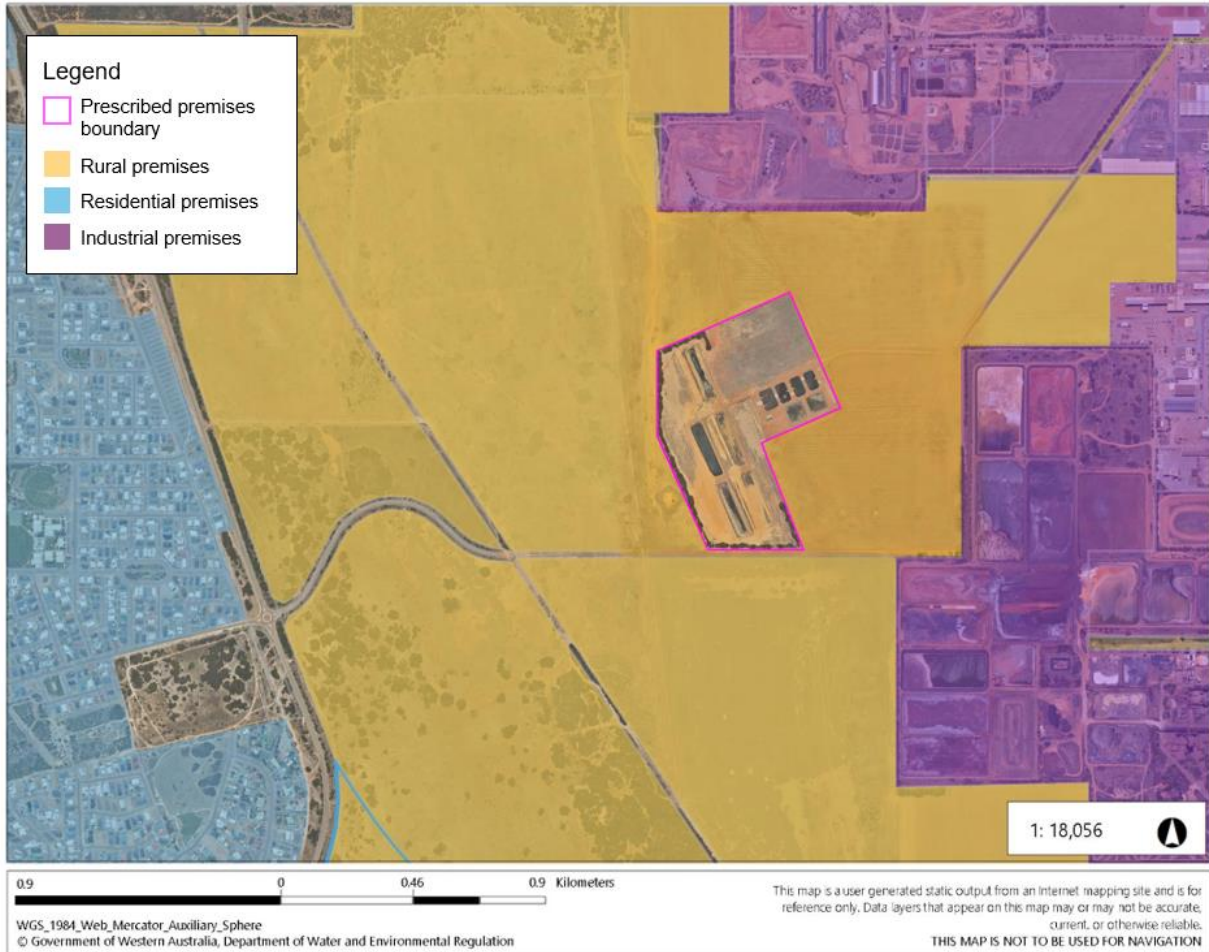 Legend
Prescribed premises
boundary
Rural premises
Residential premises
Industrial premises
1: 18,056
0.9 0 0.46 0.9 Kilometers
WGS_1984_Web_Mercator_Auxiliary_Sphere
© Government of Western Australia, Department of Water and Environmental Regulation
This map is a user generated static output from an Internet mapping site and is for
reference only. Data layers that appear on this map may or may not be accurate,
current, or otherwise reliable.
THIS MAP IS NOT TO BE USED FOR NAVIGATION